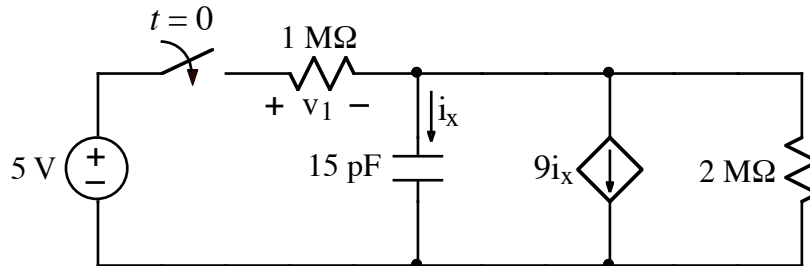 t = 0
1 MΩ
+ v₁ −
iₓ
5 V
+
−
15 pF
9iₓ
2 MΩ